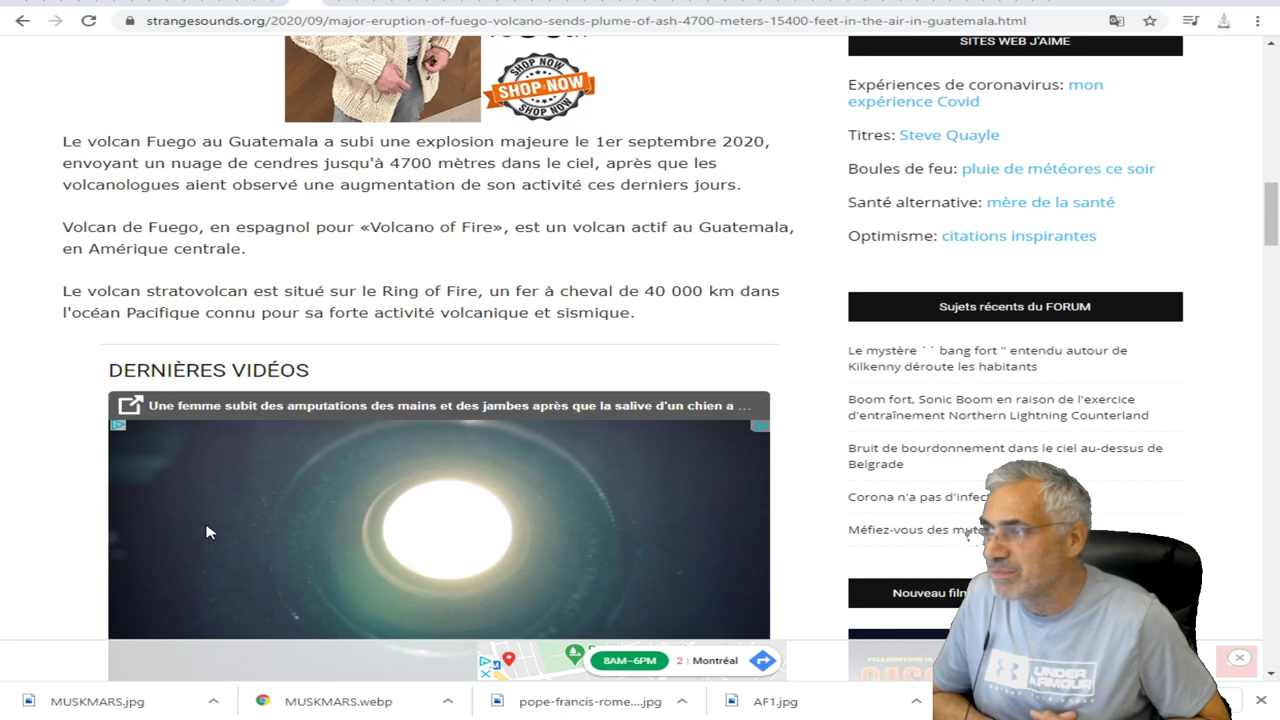 strangesounds.org/2020/09/major-eruption-of-fuego-volcano-sends-plume-of-ash-4700-meters-15400-feet-in-the-air-in-guatemala.html
SHOP NOW
SHOP NOW
SHOP NOW
Le volcan Fuego au Guatemala a subi une explosion majeure le 1er septembre 2020,
envoyant un nuage de cendres jusqu'à 4700 mètres dans le ciel, après que les
volcanologues aient observé une augmentation de son activité ces derniers jours.
Volcan de Fuego, en espagnol pour «Volcano of Fire», est un volcan actif au Guatemala,
en Amérique centrale.
Le volcan stratovolcan est situé sur le Ring of Fire, un fer à cheval de 40 000 km dans
l'océan Pacifique connu pour sa forte activité volcanique et sismique.
DERNIÈRES VIDÉOS
Une femme subit des amputations des mains et des jambes après que la salive d'un chien a ...
SITES WEB J'AIME
Expériences de coronavirus: mon
expérience Covid
Titres: Steve Quayle
Boules de feu: pluie de météores ce soir
Santé alternative: mère de la santé
Optimisme: citations inspirantes
Sujets récents du FORUM
Le mystère `` bang fort '' entendu autour de
Kilkenny déroute les habitants
Boom fort, Sonic Boom en raison de l'exercice
d'entraînement Northern Lightning Counterland
Bruit de bourdonnement dans le ciel au-dessus de
Belgrade
Corona n'a pas
Méfiez-vous des
Nouveau
8AM–6PM
2 | Montréal
UNDER ARMOUR
MUSKMARS.jpg
MUSKMARS.webp
pope-francis-rome....jpg
AF1.jpg